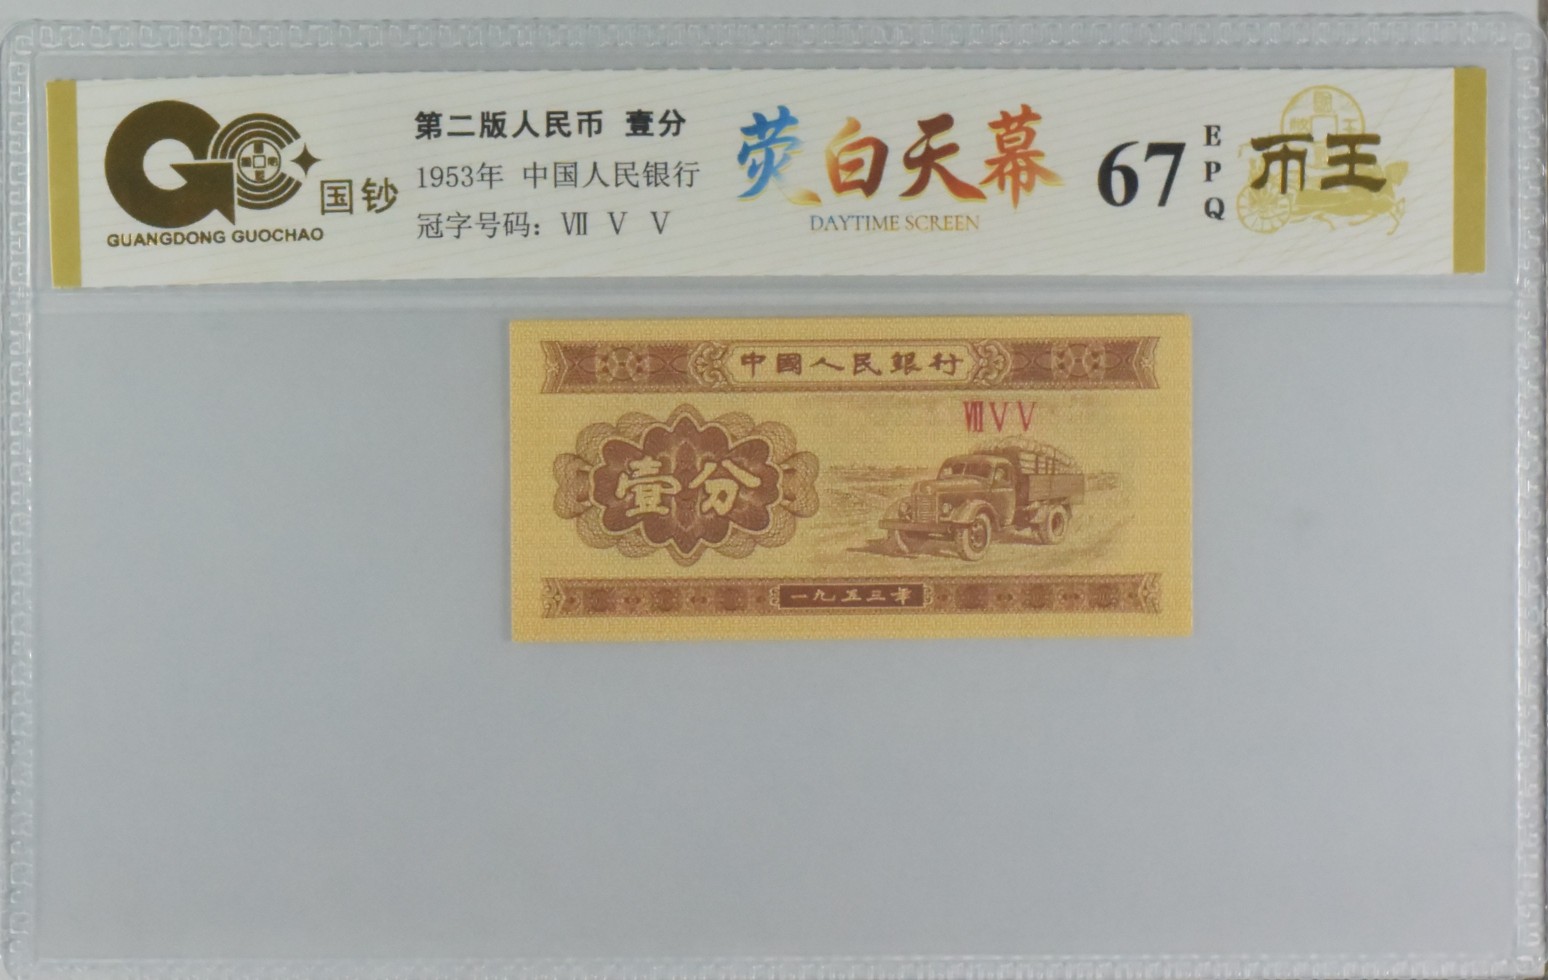 国钞
GUANGDONG GUOCHAO
第二版人民币 壹分
1953年 中国人民银行
冠字号码: Ⅶ Ⅴ Ⅴ
荧白天幕
DAYTIME SCREEN
67
EPQ
币王
中國人民銀行
ⅦⅤⅤ
壹分
一九五三年